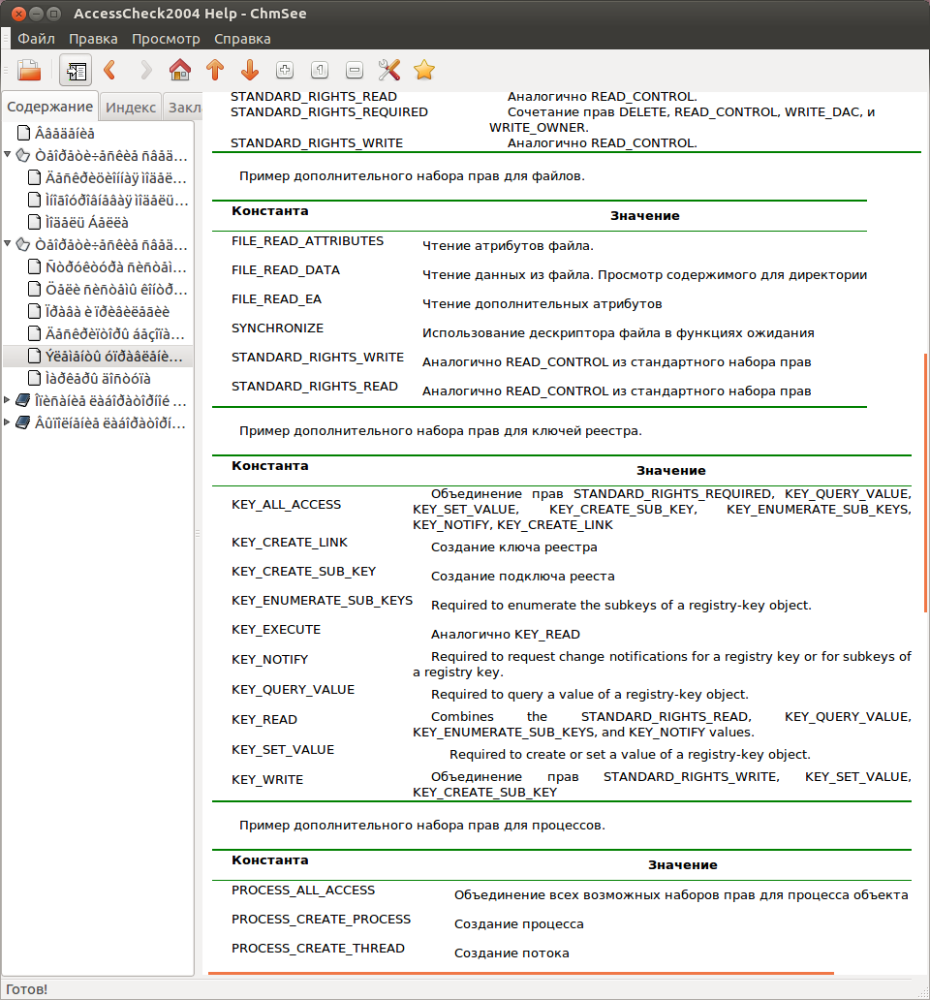 AccessCheck2004 Help - ChmSee
Файл Правка Просмотр Справка
Содержание Индекс Закл
Ââåäåíèå
Òåîðåòè÷åñêèå ñâåä...
Äèñêðåöèîííàÿ ìîäåë...
Ìíîãîóðîâíåâàÿ ìîäåëü...
Ìîäåëü Áåëëà
Òåîðåòè÷åñêèå ñâåä...
Ñòðóêòóðà ñèñòåì...
Öåëè ñèñòåìû êîíòð...
Ïðàâà è ïðèâèëåãèè
Äåñêðèïòîðû áåçîïà...
Ýëåìåíòû óïðàâëåíè...
Ìàðêåðû äîñòóïà
Îïèñàíèå ëàáîðàòîðíîé ...
Âûïîëíåíèå ëàáîðàòîðí...
STANDARD_RIGHTS_READ Аналогично READ_CONTROL.
STANDARD_RIGHTS_REQUIRED Сочетание прав DELETE, READ_CONTROL, WRITE_DAC, и
WRITE_OWNER.
STANDARD_RIGHTS_WRITE Аналогично READ_CONTROL.
Пример дополнительного набора прав для файлов.
Константа Значение
FILE_READ_ATTRIBUTES Чтение атрибутов файла.
FILE_READ_DATA Чтение данных из файла. Просмотр содержимого для директории
FILE_READ_EA Чтение дополнительных атрибутов
SYNCHRONIZE Использование дескриптора файла в функциях ожидания
STANDARD_RIGHTS_WRITE Аналогично READ_CONTROL из стандартного набора прав
STANDARD_RIGHTS_READ Аналогично READ_CONTROL из стандартного набора прав
Пример дополнительного набора прав для ключей реестра.
Константа Значение
Объединение прав STANDARD_RIGHTS_REQUIRED, KEY_QUERY_VALUE,
KEY_ALL_ACCESS KEY_SET_VALUE, KEY_CREATE_SUB_KEY, KEY_ENUMERATE_SUB_KEYS,
KEY_NOTIFY, KEY_CREATE_LINK
KEY_CREATE_LINK Создание ключа реестра
KEY_CREATE_SUB_KEY Создание подключа рееста
KEY_ENUMERATE_SUB_KEYS Required to enumerate the subkeys of a registry-key object.
KEY_EXECUTE Аналогично KEY_READ
KEY_NOTIFY Required to request change notifications for a registry key or for subkeys of
a registry key.
KEY_QUERY_VALUE Required to query a value of a registry-key object.
KEY_READ Combines the STANDARD_RIGHTS_READ, KEY_QUERY_VALUE,
KEY_ENUMERATE_SUB_KEYS, and KEY_NOTIFY values.
KEY_SET_VALUE Required to create or set a value of a registry-key object.
KEY_WRITE Объединение прав STANDARD_RIGHTS_WRITE, KEY_SET_VALUE,
KEY_CREATE_SUB_KEY
Пример дополнительного набора прав для процессов.
Константа Значение
PROCESS_ALL_ACCESS Объединение всех возможных наборов прав для процесса объекта
PROCESS_CREATE_PROCESS Создание процесса
PROCESS_CREATE_THREAD Создание потока
Готов!